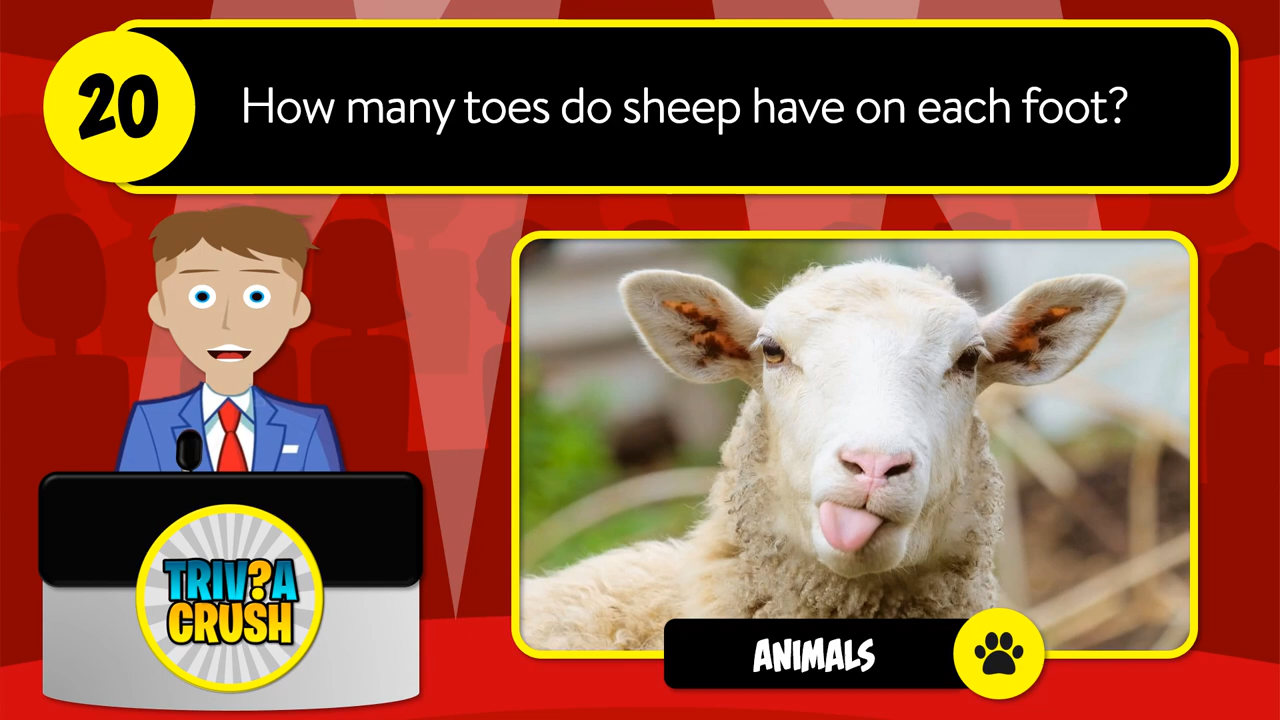 20
How many toes do sheep have on each foot?
TRIV?A
CRUSH
ANIMALS